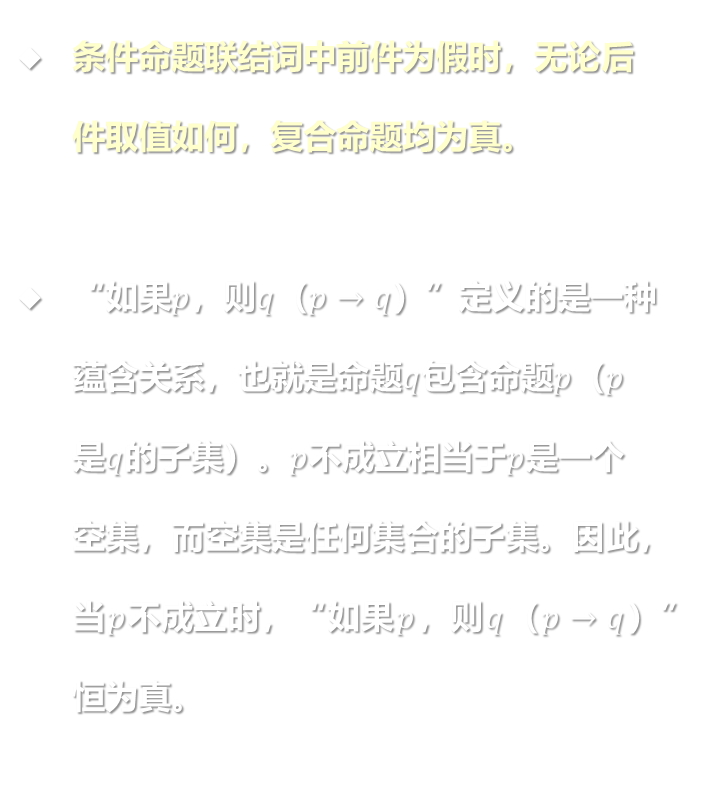 ◆ 条件命题联结词中前件为假时，无论后
件取值如何，复合命题均为真。
◆ “如果p，则q（p → q）”定义的是一种
蕴含关系，也就是命题q包含命题p（p
是q的子集）。p不成立相当于p是一个
空集，而空集是任何集合的子集。因此，
当p不成立时，“如果p，则q（p → q）”
恒为真。